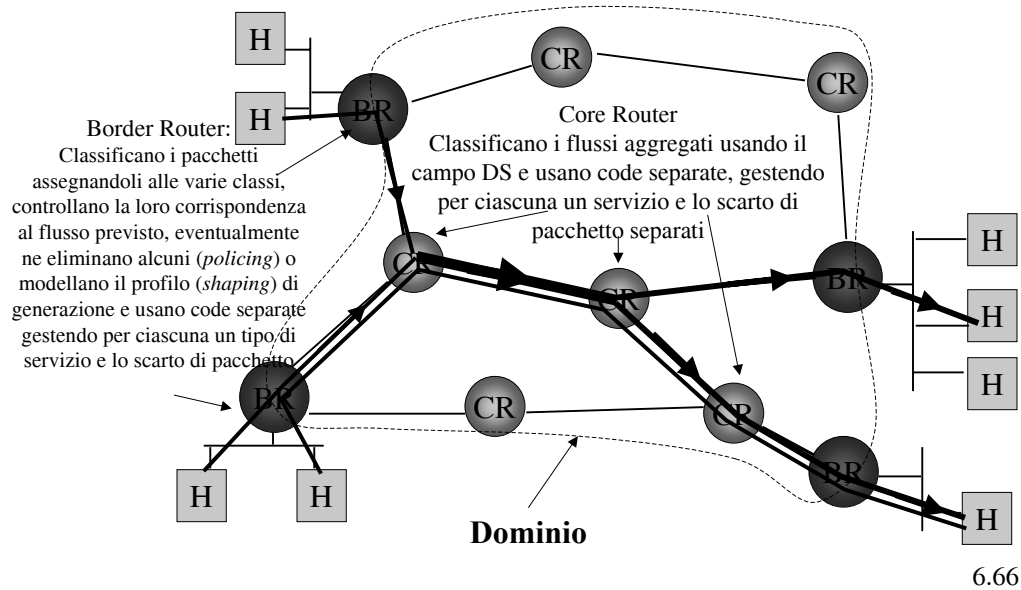 H
CR
CR
H
BR
Border Router:
Classificano i pacchetti
assegnandoli alle varie classi,
controllano la loro corrispondenza
al flusso previsto, eventualmente
ne eliminano alcuni (policing) o
modellano il profilo (shaping) di
generazione e usano code separate
gestendo per ciascuna un tipo di
servizio e lo scarto di pacchetto
Core Router
Classificano i flussi aggregati usando il
campo DS e usano code separate, gestendo
per ciascuna un servizio e lo scarto di
pacchetto separati
H
CR
CR
BR
H
H
BR
CR
CR
BR
H
H
H
Dominio
6.66